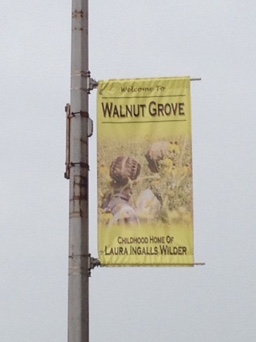 Welcome To
WALNUT GROVE
CHILDHOOD HOME OF
LAURA INGALLS WILDER